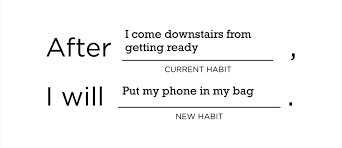 I come downstairs from
After getting ready ,
CURRENT HABIT
I will Put my phone in my bag .
NEW HABIT